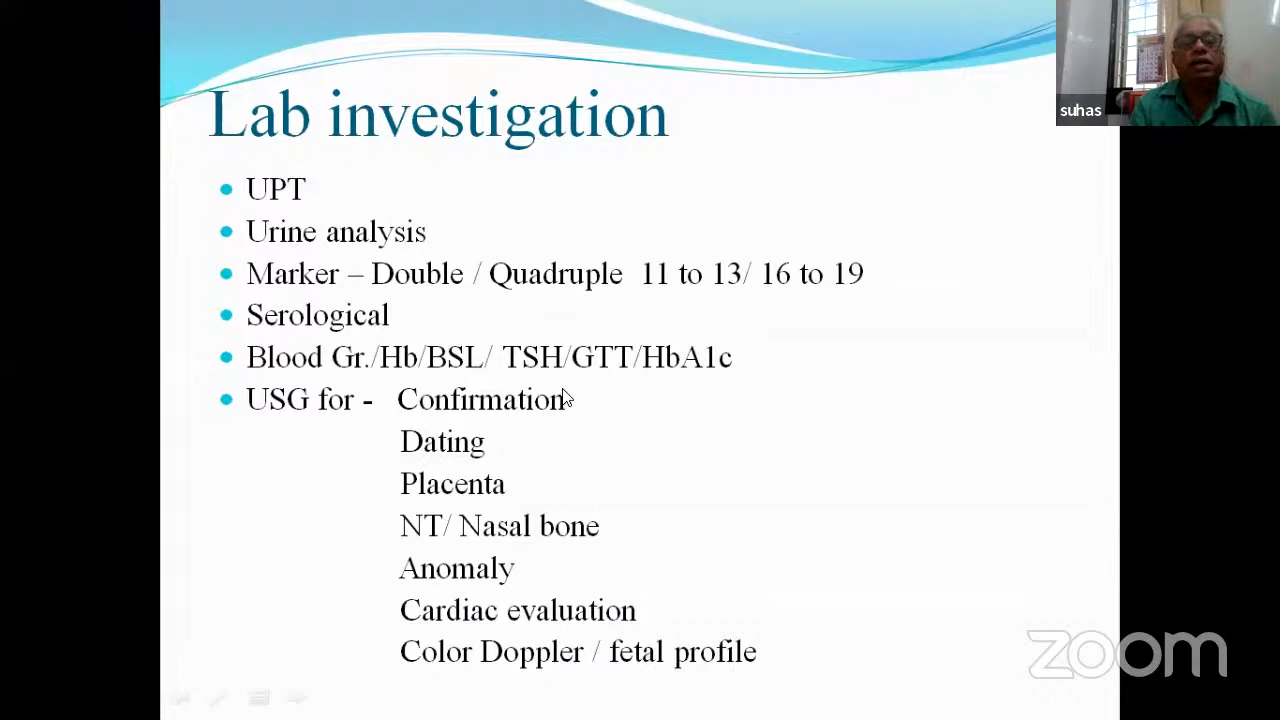 Lab investigation
suhas
UPT
Urine analysis
Marker – Double / Quadruple 11 to 13/ 16 to 19
Serological
Blood Gr./Hb/BSL/ TSH/GTT/HbA1c
USG for - Confirmation
Dating
Placenta
NT/ Nasal bone
Anomaly
Cardiac evaluation
Color Doppler / fetal profile
zoom